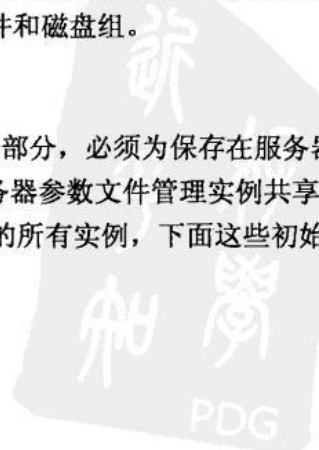 件和磁盘组。
部分，必须为保存在服务器
务器参数文件管理实例共享
的所有实例，下面这些初始
PDG